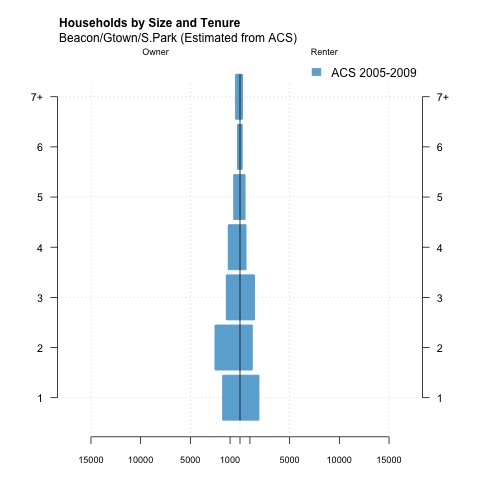 Households by Size and Tenure
Beacon/Gtown/S.Park (Estimated from ACS)
Owner Renter
ACS 2005-2009
7+ 7+
6 6
5 5
4 4
3 3
2 2
1 1
15000 10000 5000 1000 5000 10000 15000